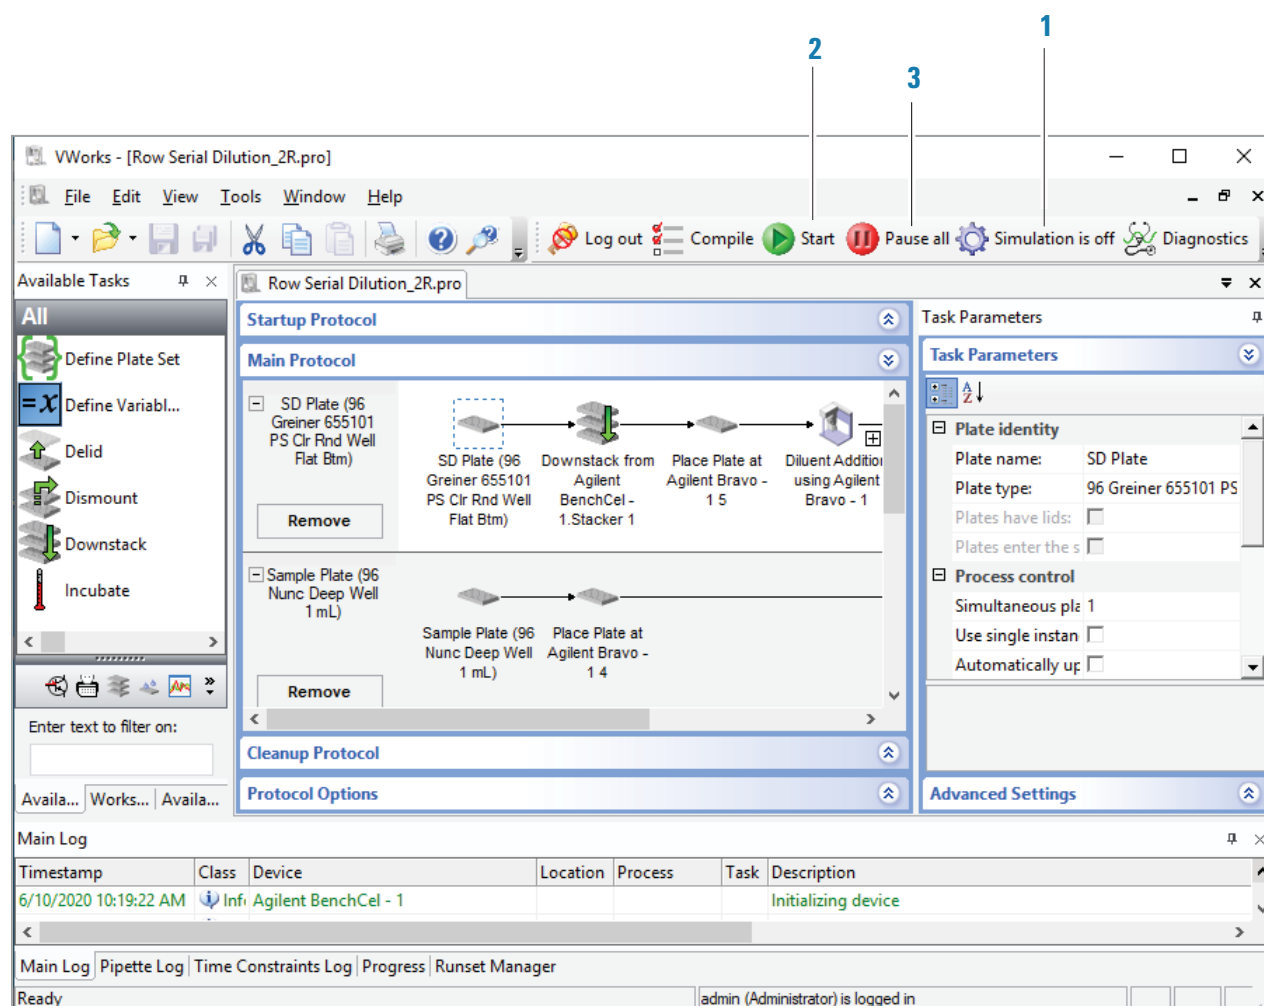 1
2
3
VWorks - [Row Serial Dilution_2R.pro]
File Edit View Tools Window Help
Log out Compile Start Pause all Simulation is off Diagnostics
Available Tasks
Row Serial Dilution_2R.pro
All
Define Plate Set
=x Define Variabl...
Delid
Dismount
Downstack
Incubate
Enter text to filter on:
Availa... Works... Availa...
Startup Protocol
Main Protocol
SD Plate (96
Greiner 655101
PS Clr Rnd Well
Flat Btm)
Remove
SD Plate (96
Greiner 655101
PS Clr Rnd Well
Flat Btm)
Downstack from
Agilent
BenchCel -
1.Stacker 1
Place Plate at
Agilent Bravo -
1 5
Diluent Addition
using Agilent
Bravo - 1
Sample Plate (96
Nunc Deep Well
1 mL)
Remove
Sample Plate (96
Nunc Deep Well
1 mL)
Place Plate at
Agilent Bravo -
1 4
Cleanup Protocol
Protocol Options
Task Parameters
Task Parameters
A
Z
Plate identity
Plate name: SD Plate
Plate type: 96 Greiner 655101 PS
Plates have lids:
Plates enter the s
Process control
Simultaneous pla 1
Use single instan
Automatically up
Advanced Settings
Main Log
Timestamp Class Device Location Process Task Description
6/10/2020 10:19:22 AM Info Agilent BenchCel - 1 Initializing device
Main Log Pipette Log Time Constraints Log Progress Runset Manager
Ready admin (Administrator) is logged in